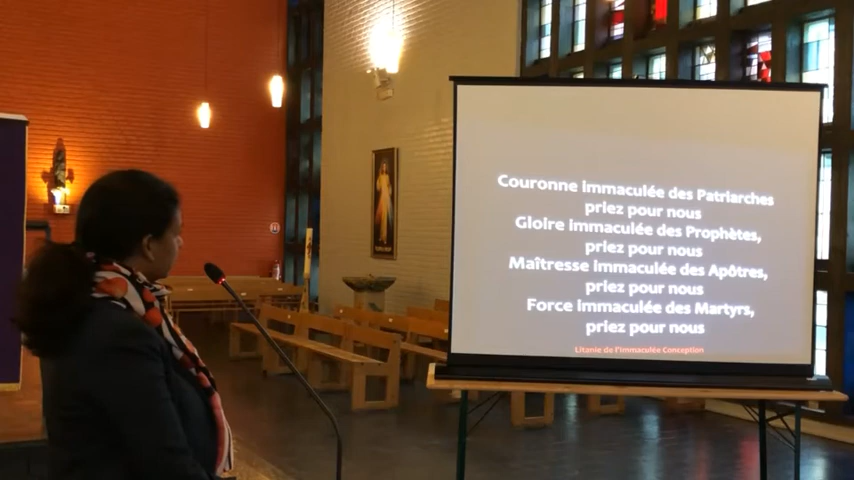 Couronne immaculée des Patriarches
priez pour nous
Gloire immaculée des Prophètes,
priez pour nous
Maîtresse immaculée des Apôtres,
priez pour nous
Force immaculée des Martyrs,
priez pour nous
Litanie de l'Immaculée Conception